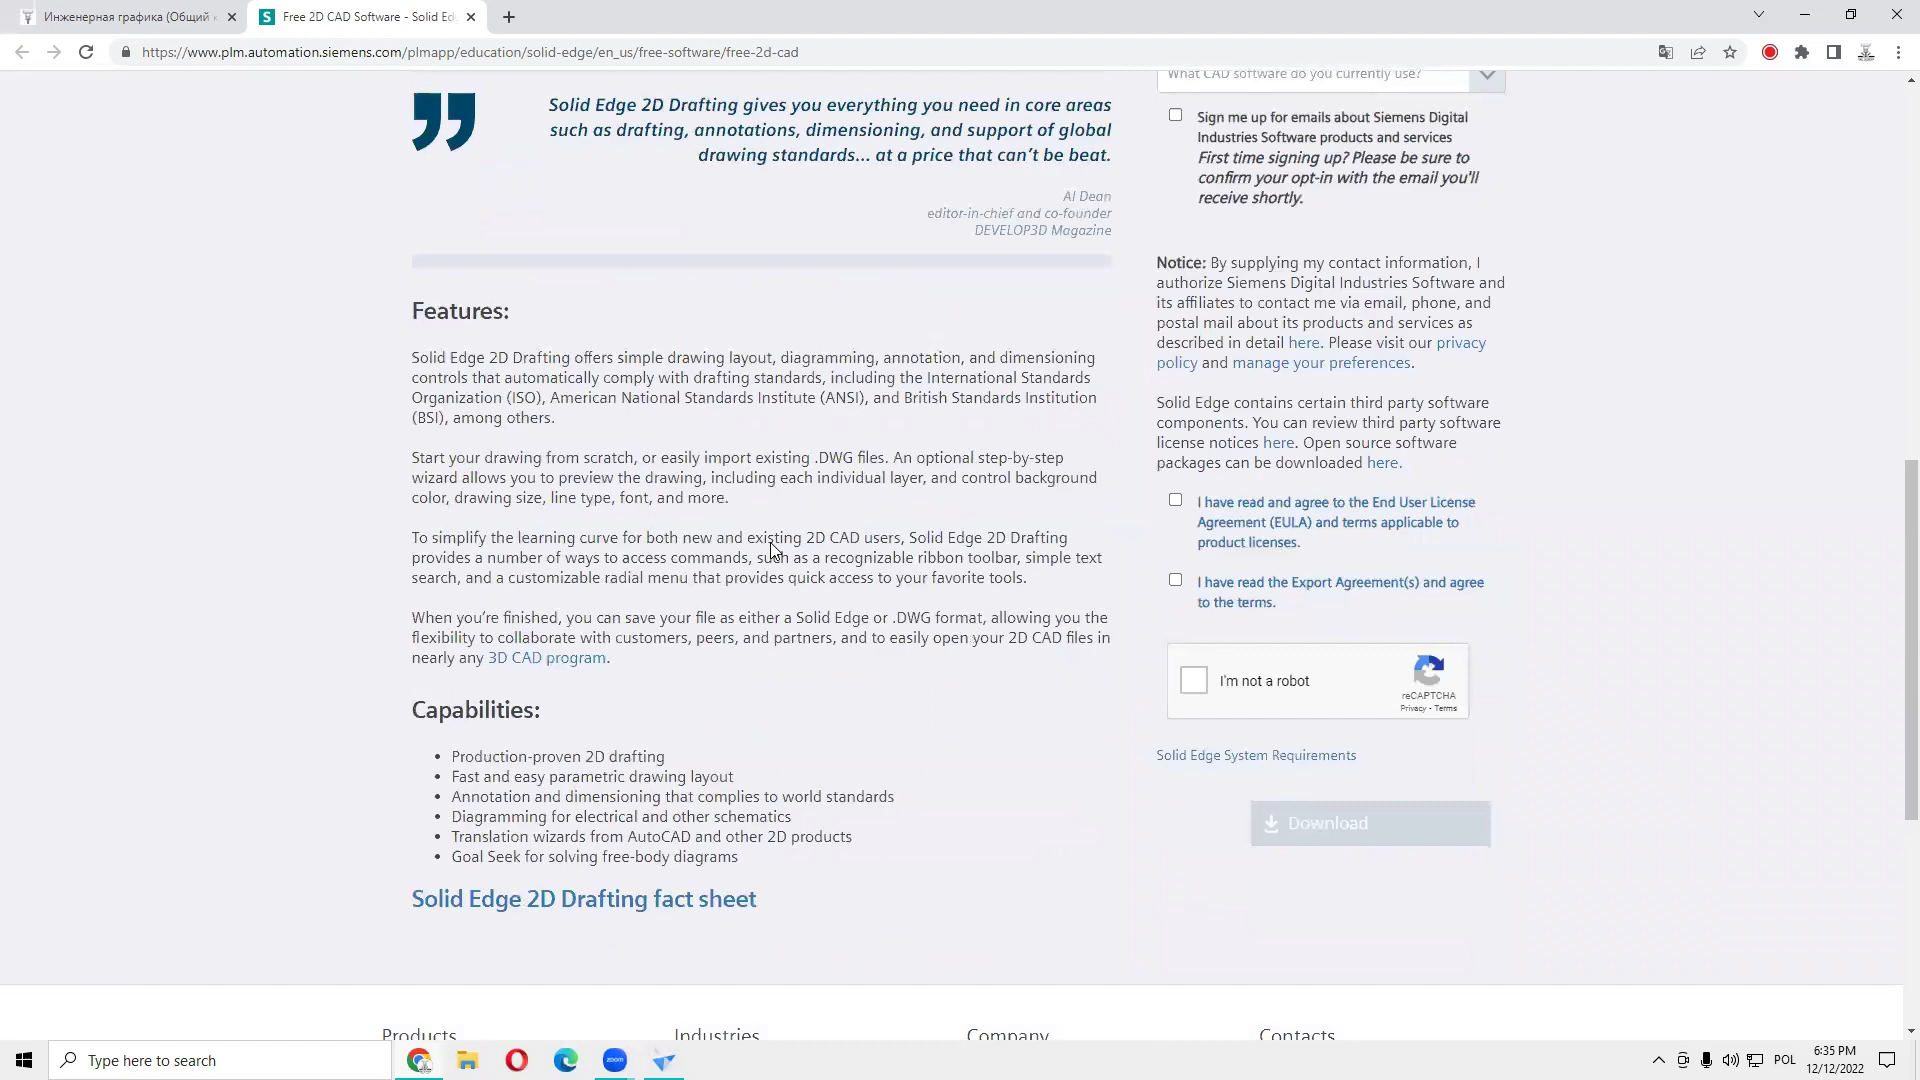 Инженерная графика (Общий к
Free 2D CAD Software - Solid Ed
https://www.plm.automation.siemens.com/plmapp/education/solid-edge/en_us/free-software/free-2d-cad
Solid Edge 2D Drafting gives you everything you need in core areas
such as drafting, annotations, dimensioning, and support of global
drawing standards... at a price that can't be beat.
Al Dean
editor-in-chief and co-founder
DEVELOP3D Magazine
Features:
Solid Edge 2D Drafting offers simple drawing layout, diagramming, annotation, and dimensioning
controls that automatically comply with drafting standards, including the International Standards
Organization (ISO), American National Standards Institute (ANSI), and British Standards Institution
(BSI), among others.
Start your drawing from scratch, or easily import existing .DWG files. An optional step-by-step
wizard allows you to preview the drawing, including each individual layer, and control background
color, drawing size, line type, font, and more.
To simplify the learning curve for both new and existing 2D CAD users, Solid Edge 2D Drafting
provides a number of ways to access commands, such as a recognizable ribbon toolbar, simple text
search, and a customizable radial menu that provides quick access to your favorite tools.
When you're finished, you can save your file as either a Solid Edge or .DWG format, allowing you the
flexibility to collaborate with customers, peers, and partners, and to easily open your 2D CAD files in
nearly any 3D CAD program.
Capabilities:
• Production-proven 2D drafting
• Fast and easy parametric drawing layout
• Annotation and dimensioning that complies to world standards
• Diagramming for electrical and other schematics
• Translation wizards from AutoCAD and other 2D products
• Goal Seek for solving free-body diagrams
Solid Edge 2D Drafting fact sheet
What CAD software do you currently use?
Sign me up for emails about Siemens Digital
Industries Software products and services
First time signing up? Please be sure to
confirm your opt-in with the email you'll
receive shortly.
Notice: By supplying my contact information, I
authorize Siemens Digital Industries Software and
its affiliates to contact me via email, phone, and
postal mail about its products and services as
described in detail here. Please visit our privacy
policy and manage your preferences.
Solid Edge contains certain third party software
components. You can review third party software
license notices here. Open source software
packages can be downloaded here.
I have read and agree to the End User License
Agreement (EULA) and terms applicable to
product licenses.
I have read the Export Agreement(s) and agree
to the terms.
I'm not a robot
reCAPTCHA
Privacy - Terms
Solid Edge System Requirements
Download
Products
Industries
Company
Contacts
Type here to search
zoom
POL
6:35 PM
12/12/2022